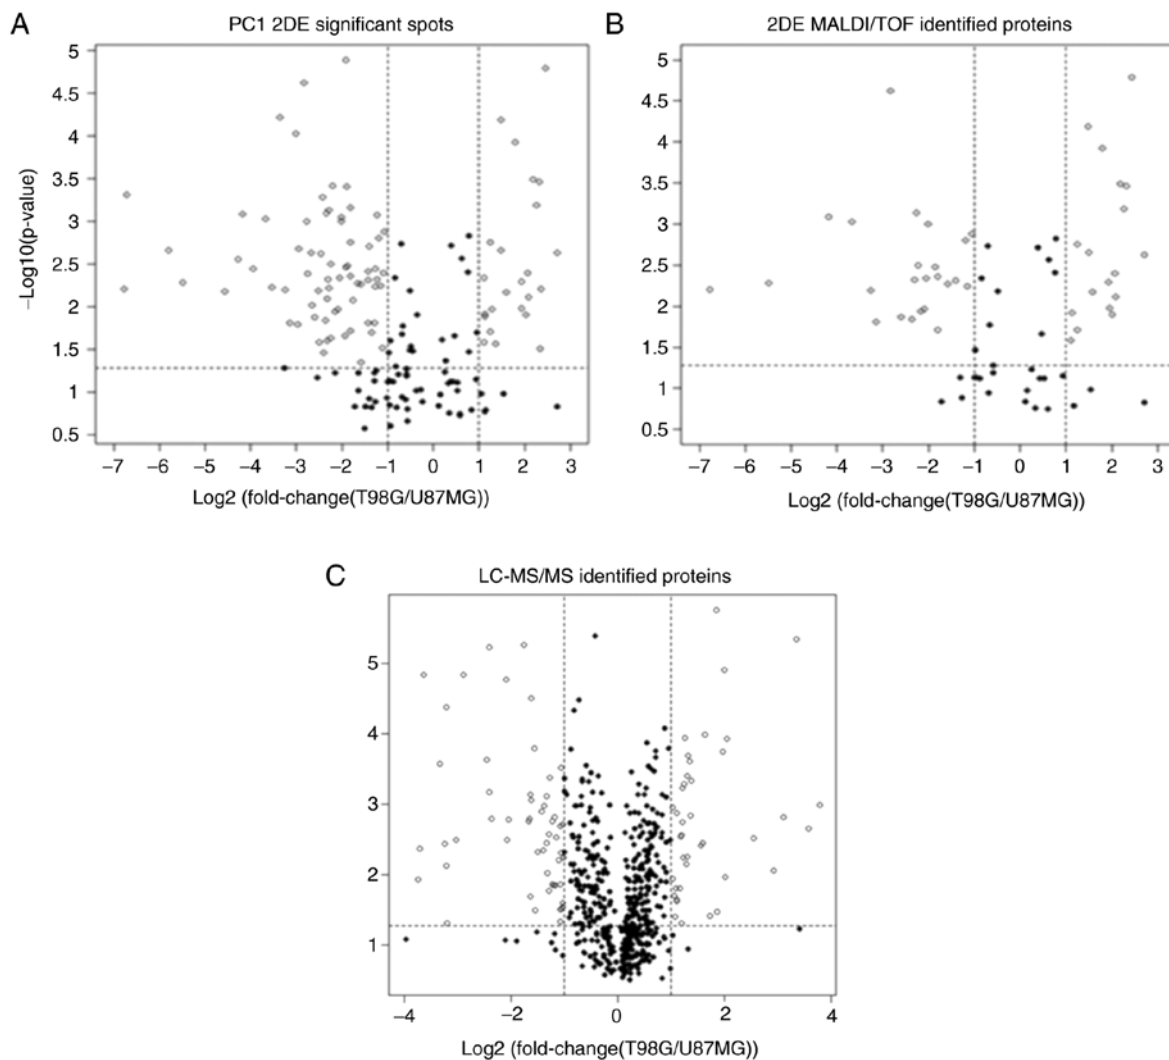 A
PC1 2DE significant spots
5
4.5
4
3.5
3
2.5
2
1.5
1
0.5
−Log10(p-value)
−7 −6 −5 −4 −3 −2 −1 0 1 2 3
Log2 (fold-change(T98G/U87MG))
B
2DE MALDI/TOF identified proteins
5
4.5
4
3.5
3
2.5
2
1.5
1
0.5
−7 −6 −5 −4 −3 −2 −1 0 1 2 3
Log2 (fold-change(T98G/U87MG))
C
LC-MS/MS identified proteins
5
4
3
2
1
−4 −2 0 2 4
Log2 (fold-change(T98G/U87MG))